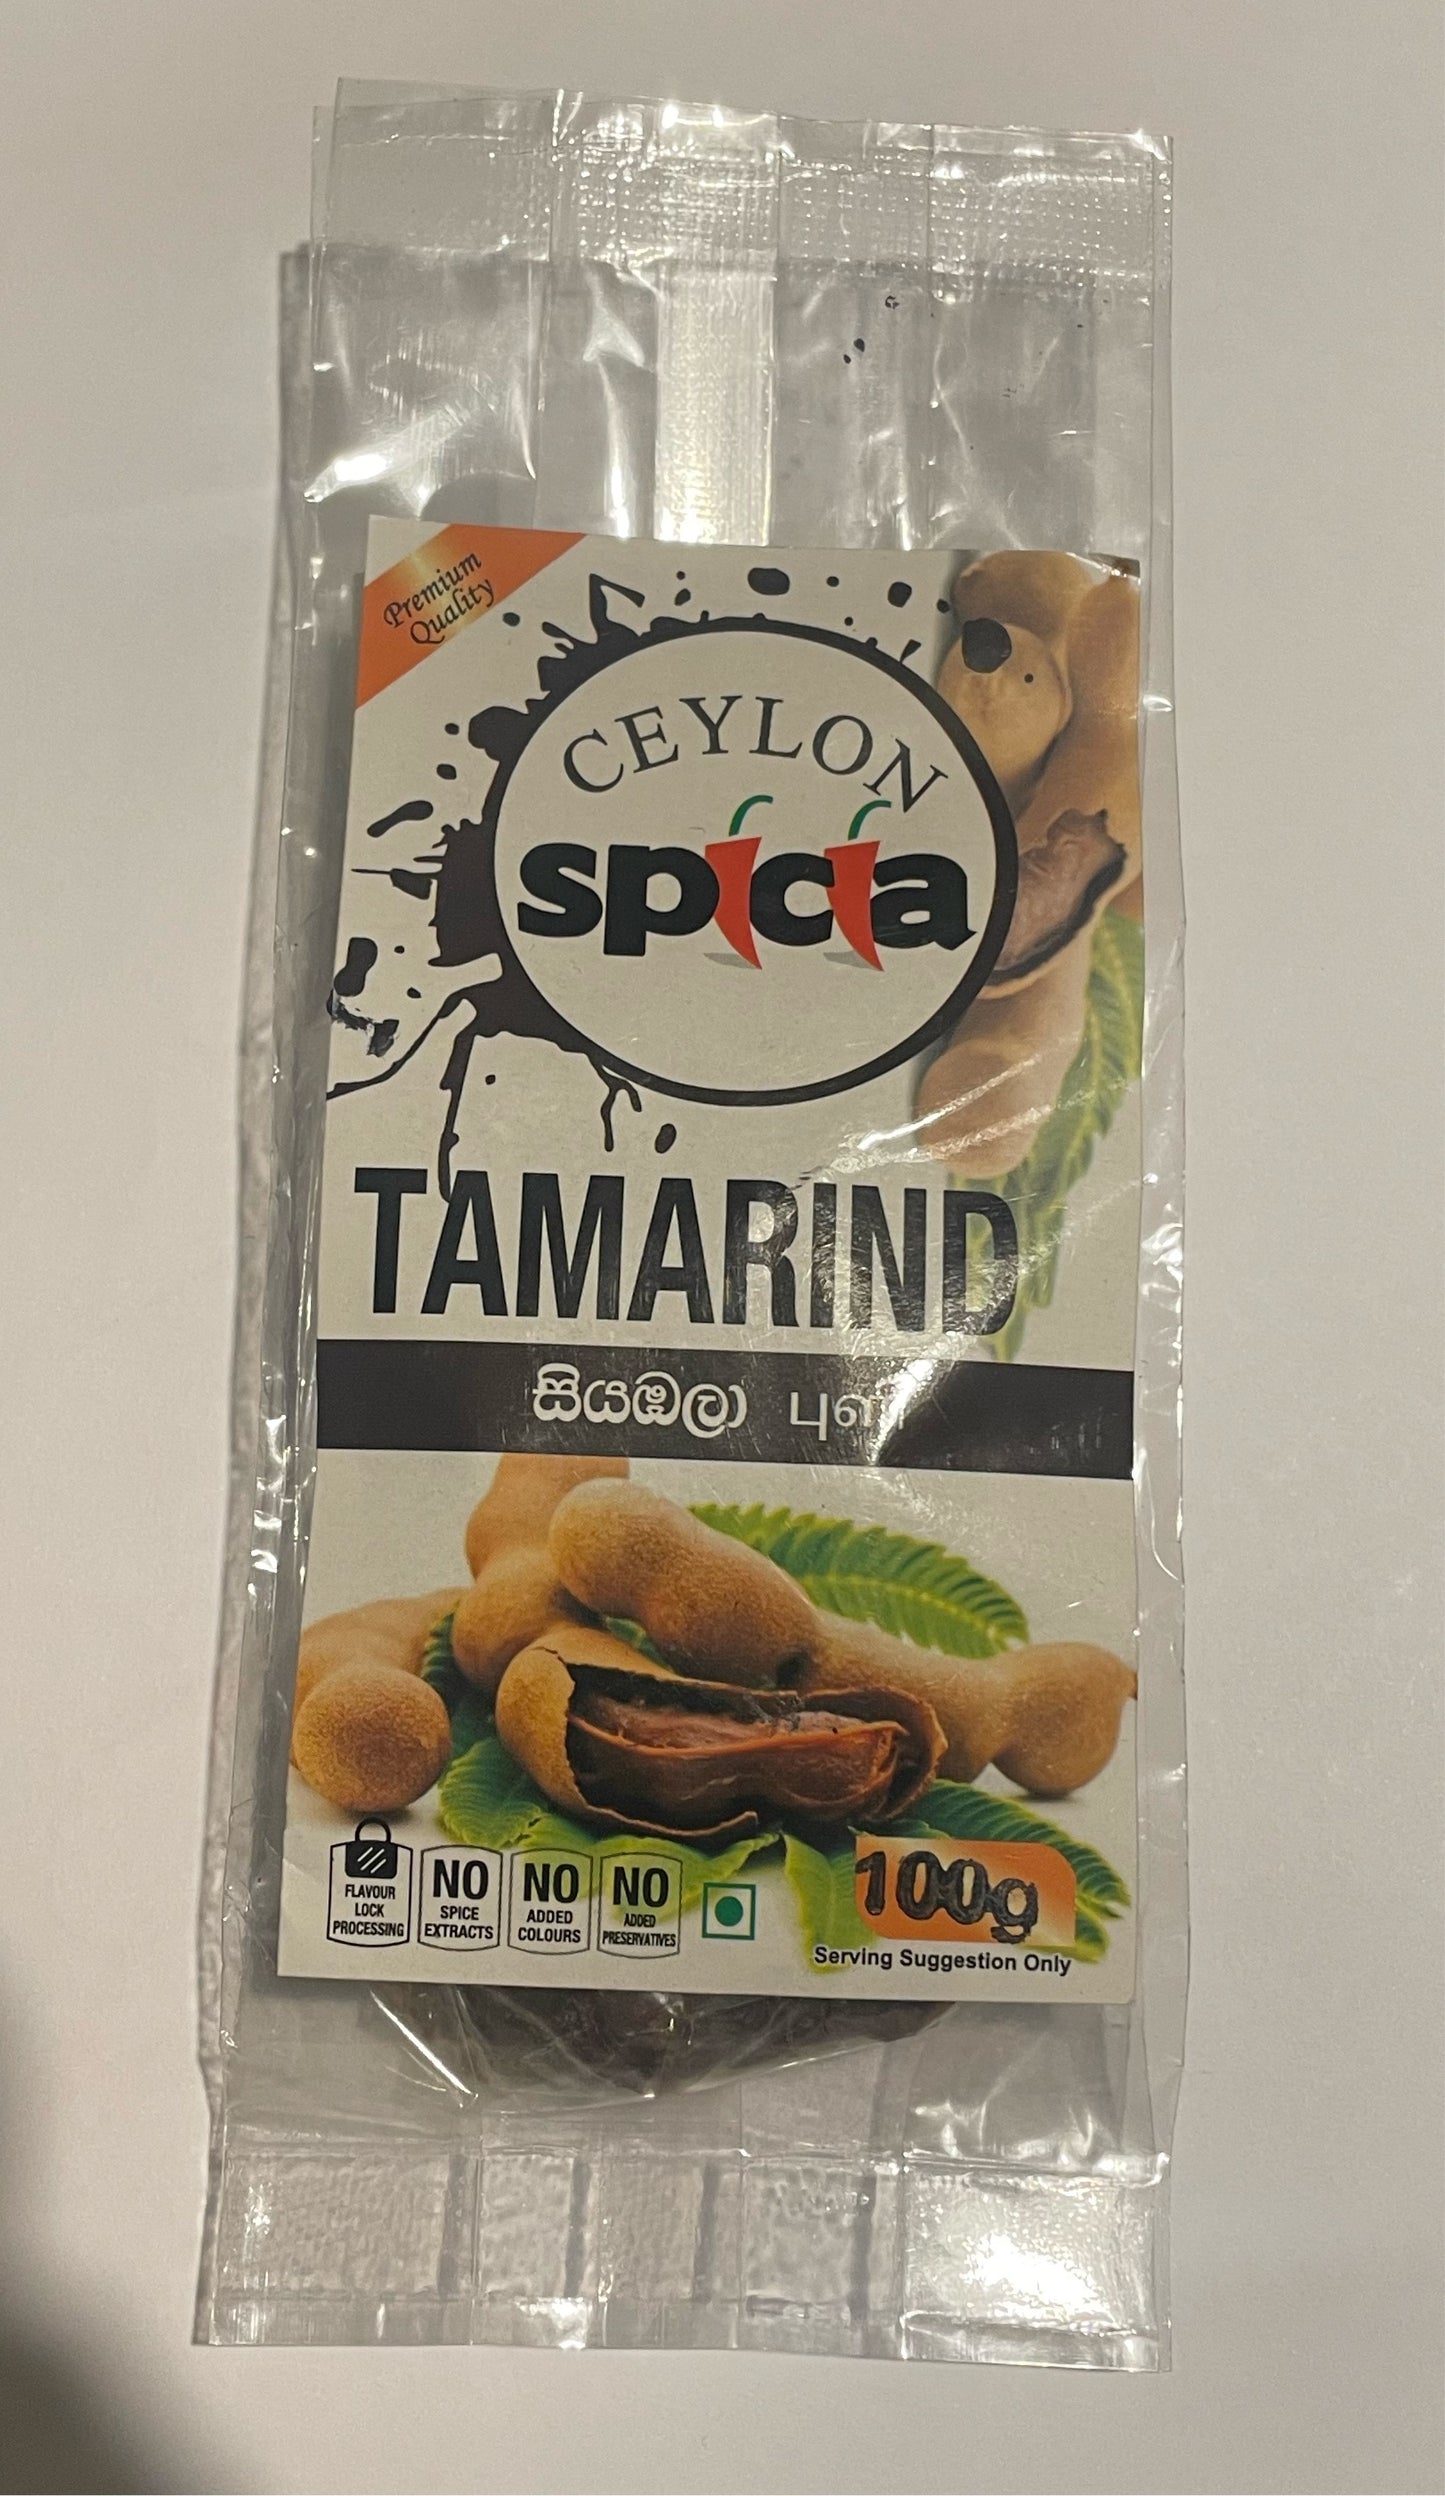 Premium
Quality
CEYLON
spicia
TAMARIND
සියඹලා
FLAVOUR
LOCK
PROCESSING
NO
SPICE
EXTRACTS
NO
ADDED
COLOURS
NO
ADDED
PRESERVATIVES
100g
Serving Suggestion Only